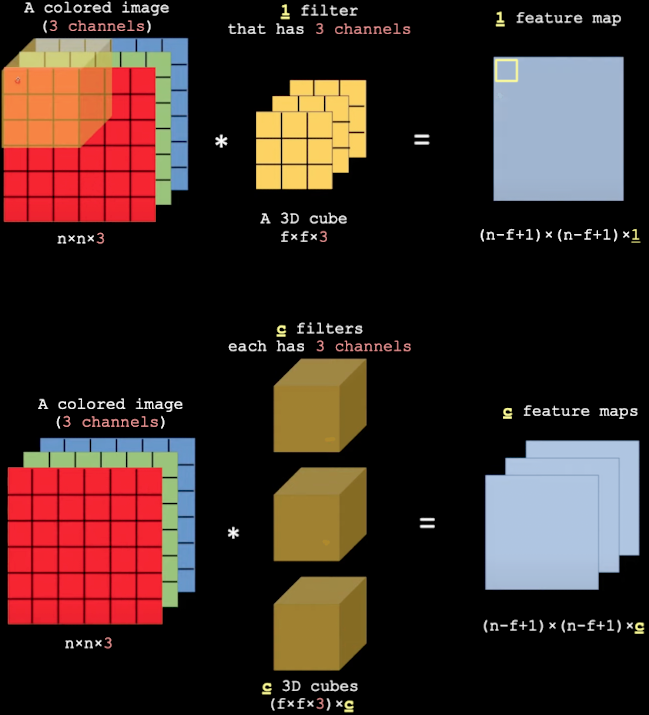 A colored image
(3 channels)
1 filter
that has 3 channels
1 feature map
*
=
A 3D cube
f×f×3
n×n×3
(n-f+1)×(n-f+1)×1
c filters
each has 3 channels
A colored image
(3 channels)
c feature maps
*
=
n×n×3
(n-f+1)×(n-f+1)×c
c 3D cubes
(f×f×3)×c